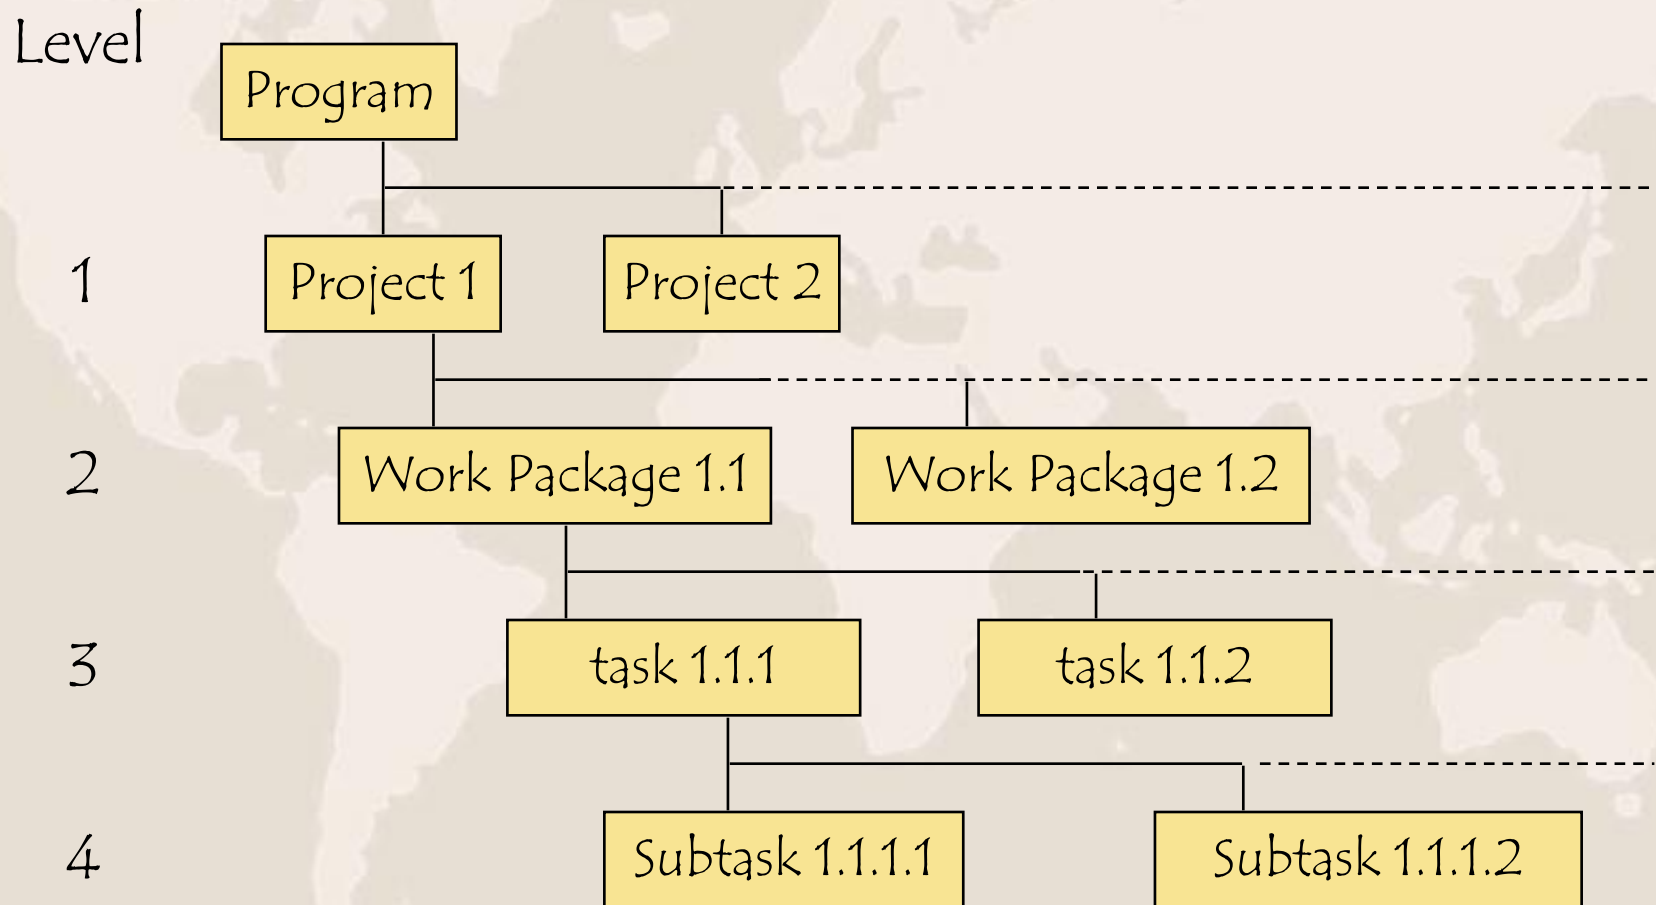 Level
Program
1
Project 1
Project 2
2
Work Package 1.1
Work Package 1.2
3
task 1.1.1
task 1.1.2
4
Subtask 1.1.1.1
Subtask 1.1.1.2